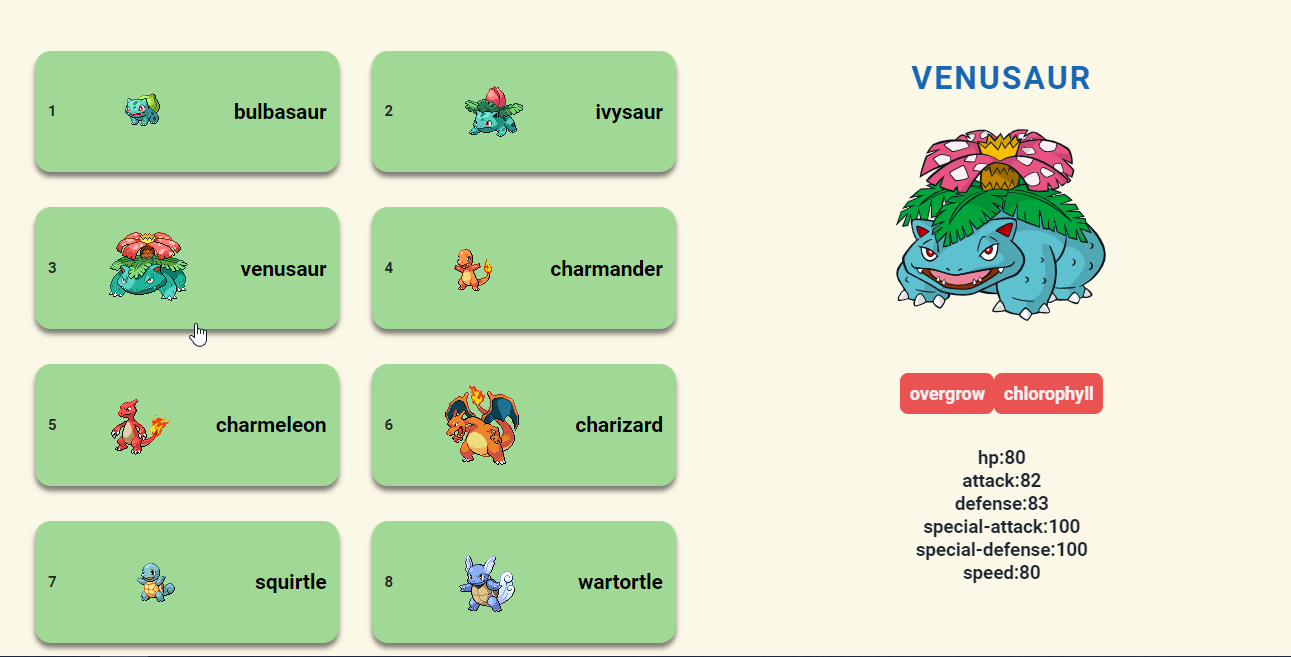 1 bulbasaur
2 ivysaur
3 venusaur
4 charmander
5 charmeleon
6 charizard
7 squirtle
8 wartortle
VENUSAUR
overgrow chlorophyll
hp:80
attack:82
defense:83
special-attack:100
special-defense:100
speed:80